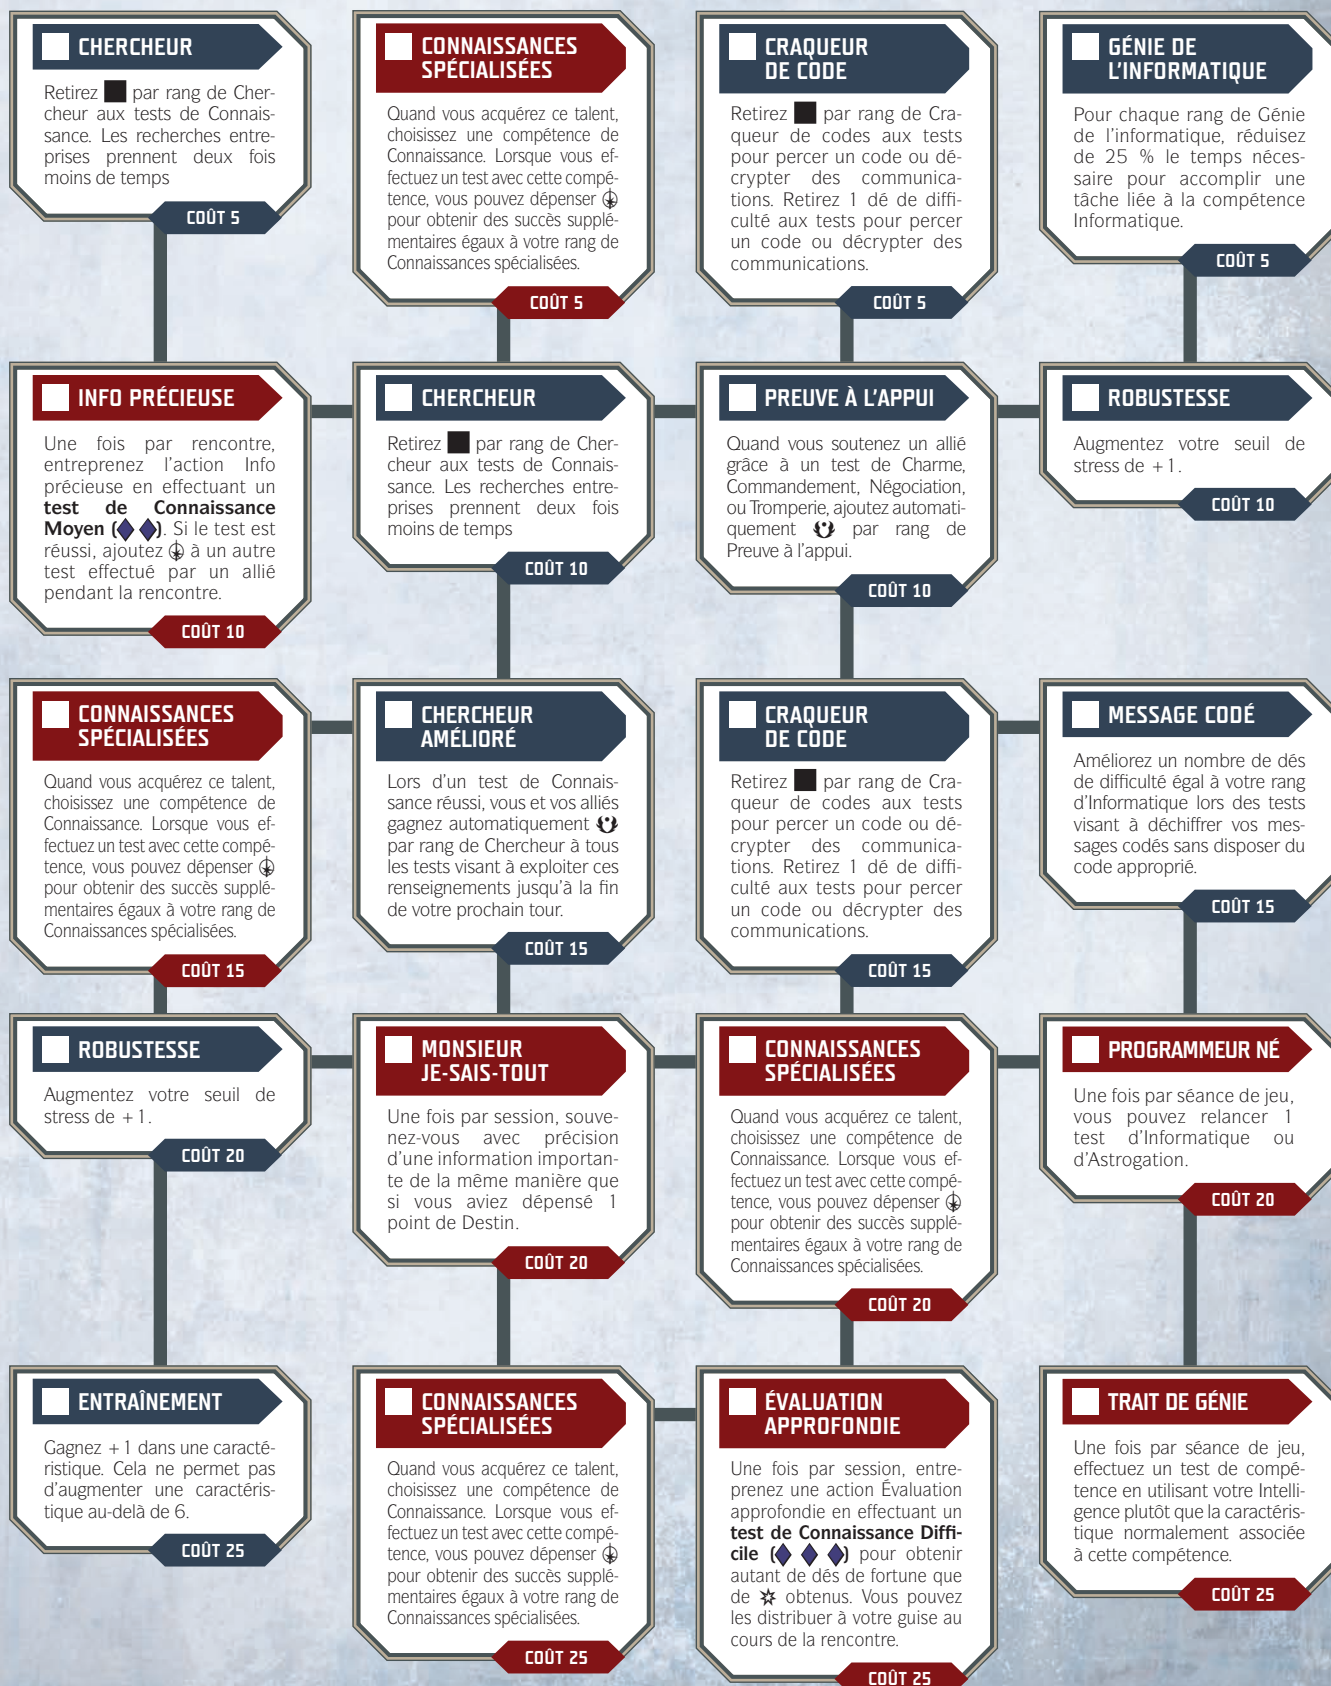 CHERCHEUR
Retirez par rang de Cher-
cheur aux tests de Connais-
sance. Les recherches entre-
prises prennent deux fois
moins de temps
COÛT 5
CONNAISSANCES
SPÉCIALISÉES
Quand vous acquérez ce talent,
choisissez une compétence de
Connaissance. Lorsque vous ef-
fectuez un test avec cette compé-
tence, vous pouvez dépenser
pour obtenir des succès supplé-
mentaires égaux à votre rang de
Connaissances spécialisées.
COÛT 5
CRAQUEUR
DE CODE
Retirez par rang de Cra-
queur de codes aux tests
pour percer un code ou dé-
crypter des communica-
tions. Retirez 1 dé de diffi-
culté aux tests pour percer
un code ou décrypter des
communications.
COÛT 5
GÉNIE DE
L'INFORMATIQUE
Pour chaque rang de Génie
de l'informatique, réduisez
de 25 % le temps néces-
saire pour accomplir une
tâche liée à la compétence
Informatique.
COÛT 5
INFO PRÉCIEUSE
Une fois par rencontre,
entreprenez l'action Info
précieuse en effectuant un
test de Connaissance
Moyen (). Si le test est
réussi, ajoutez à un autre
test effectué par un allié
pendant la rencontre.
COÛT 10
CHERCHEUR
Retirez par rang de Cher-
cheur aux tests de Connais-
sance. Les recherches entre-
prises prennent deux fois
moins de temps
COÛT 10
PREUVE À L'APPUI
Quand vous soutenez un allié
grâce à un test de Charme,
Commandement, Négociation,
ou Tromperie, ajoutez automati-
quement par rang de
Preuve à l'appui.
COÛT 10
ROBUSTESSE
Augmentez votre seuil de
stress de +1.
COÛT 10
CONNAISSANCES
SPÉCIALISÉES
Quand vous acquérez ce talent,
choisissez une compétence de
Connaissance. Lorsque vous ef-
fectuez un test avec cette compé-
tence, vous pouvez dépenser
pour obtenir des succès supplé-
mentaires égaux à votre rang de
Connaissances spécialisées.
COÛT 15
CHERCHEUR
AMÉLIORÉ
Lors d'un test de Connais-
sance réussi, vous et vos alliés
gagnez automatiquement
par rang de Chercheur à tous
les tests visant à exploiter ces
renseignements jusqu'à la fin
de votre prochain tour.
COÛT 15
CRAQUEUR
DE CODE
Retirez par rang de Cra-
queur de codes aux tests
pour percer un code ou dé-
crypter des communica-
tions. Retirez 1 dé de diffi-
culté aux tests pour percer
un code ou décrypter des
communications.
COÛT 15
MESSAGE CODÉ
Améliorez un nombre de dés
de difficulté égal à votre rang
d'Informatique lors des tests
visant à déchiffrer vos mes-
sages codés sans disposer du
code approprié.
COÛT 15
ROBUSTESSE
Augmentez votre seuil de
stress de +1.
COÛT 20
MONSIEUR
JE-SAIS-TOUT
Une fois par session, souve-
nez-vous avec précision
d'une information importan-
te de la même manière que
si vous aviez dépensé 1
point de Destin.
COÛT 20
CONNAISSANCES
SPÉCIALISÉES
Quand vous acquérez ce talent,
choisissez une compétence de
Connaissance. Lorsque vous ef-
fectuez un test avec cette compé-
tence, vous pouvez dépenser
pour obtenir des succès supplé-
mentaires égaux à votre rang de
Connaissances spécialisées.
COÛT 20
PROGRAMMEUR NÉ
Une fois par séance de jeu,
vous pouvez relancer 1
test d'Informatique ou
d'Astrogation.
COÛT 20
ENTRAÎNEMENT
Gagnez +1 dans une caracté-
ristique. Cela ne permet pas
d'augmenter une caractéris-
tique au-delà de 6.
COÛT 25
CONNAISSANCES
SPÉCIALISÉES
Quand vous acquérez ce talent,
choisissez une compétence de
Connaissance. Lorsque vous ef-
fectuez un test avec cette compé-
tence, vous pouvez dépenser
pour obtenir des succès supplé-
mentaires égaux à votre rang de
Connaissances spécialisées.
COÛT 25
ÉVALUATION
APPROFONDIE
Une fois par session, entre-
prenez une action Évaluation
approfondie en effectuant un
test de Connaissance Diffi-
cile () pour obtenir
autant de dés de fortune que
de obtenus. Vous pouvez
les distribuer à votre guise au
cours de la rencontre.
COÛT 25
TRAIT DE GÉNIE
Une fois par séance de jeu,
effectuez un test de compé-
tence en utilisant votre Intelli-
gence plutôt que la caractéris-
tique normalement associée
à cette compétence.
COÛT 25